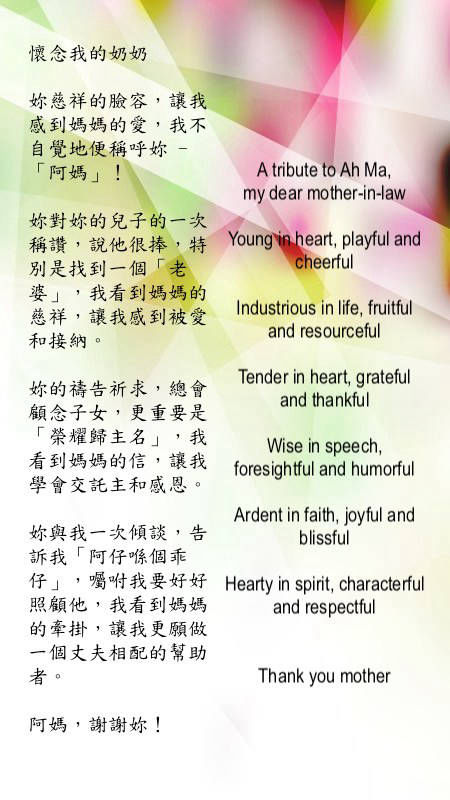 懷念我的奶奶
妳慈祥的臉容，讓我
感到媽媽的愛，我不
自覺地便稱呼妳 –
「阿媽」！
妳對妳的兒子的一次
稱讚，說他很捧，特
別是找到一個「老
婆」，我看到媽媽的
慈祥，讓我感到被愛
和接納。
妳的禱告祈求，總會
顧念子女，更重要是
「榮耀歸主名」，我
看到媽媽的信，讓我
學會交託主和感恩。
妳與我一次傾談，告
訴我「阿仔喺個乖
仔」，囑咐我要好好
照顧他，我看到媽媽
的牽掛，讓我更願做
一個丈夫相配的幫助
者。
阿媽，謝謝妳！
A tribute to Ah Ma,
my dear mother-in-law
Young in heart, playful and
cheerful
Industrious in life, fruitful
and resourceful
Tender in heart, grateful
and thankful
Wise in speech,
foresightful and humorful
Ardent in faith, joyful and
blissful
Hearty in spirit, characterful
and respectful
Thank you mother